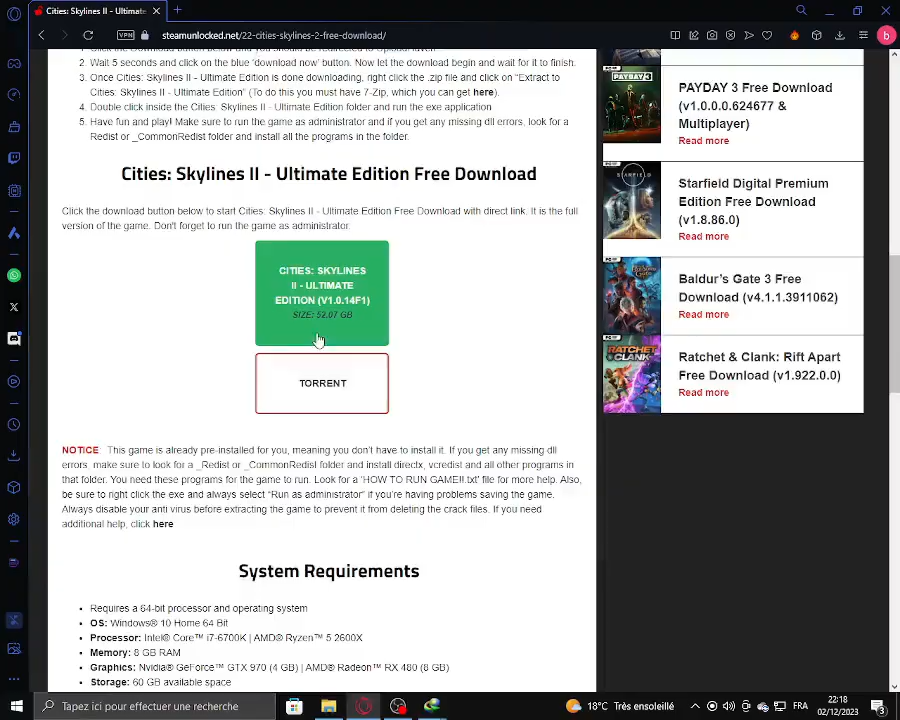 Cities: Skylines II - Ultimate
VPN
steamunlocked.net/22-cities-skylines-2-free-download/
b
2. Wait 5 seconds and click on the blue 'download now' button. Now let the download begin and wait for it to finish.
3. Once Cities: Skylines II - Ultimate Edition is done downloading, right click the .zip file and click on "Extract to
Cities: Skylines II - Ultimate Edition" (To do this you must have 7-Zip, which you can get here).
4. Double click inside the Cities: Skylines II - Ultimate Edition folder and run the exe application
5. Have fun and play! Make sure to run the game as administrator and if you get any missing dll errors, look for a
Redist or _CommonRedist folder and install all the programs in the folder.
Cities: Skylines II - Ultimate Edition Free Download
Click the download button below to start Cities: Skylines II - Ultimate Edition Free Download with direct link. It is the full
version of the game. Don't forget to run the game as administrator.
CITIES: SKYLINES
II - ULTIMATE
EDITION (V1.0.14F1)
SIZE: 52.07 GB
TORRENT
NOTICE: This game is already pre-installed for you, meaning you don't have to install it. If you get any missing dll
errors, make sure to look for a _Redist or _CommonRedist folder and install directx, vcredist and all other programs in
that folder. You need these programs for the game to run. Look for a 'HOW TO RUN GAME!!.txt' file for more help. Also,
be sure to right click the exe and always select "Run as administrator" if you're having problems saving the game.
Always disable your anti virus before extracting the game to prevent it from deleting the crack files. If you need
additional help, click here
System Requirements
• Requires a 64-bit processor and operating system
• OS: Windows® 10 Home 64 Bit
• Processor: Intel® Core™ i7-6700K | AMD® Ryzen™ 5 2600X
• Memory: 8 GB RAM
• Graphics: Nvidia® GeForce™ GTX 970 (4 GB) | AMD® Radeon™ RX 480 (8 GB)
• Storage: 60 GB available space
PAYDAY 3 Free Download
(v1.0.0.0.624677 &
Multiplayer)
Read more
Starfield Digital Premium
Edition Free Download
(v1.8.86.0)
Read more
Baldur's Gate 3 Free
Download (v4.1.1.3911062)
Read more
Ratchet & Clank: Rift Apart
Free Download (v1.922.0.0)
Read more
PAYDAY
STARFIELD
RATCHET
CLANK
Tapez ici pour effectuer une recherche
18°C Très ensoleillé
FR
22:18
02/12/2023
3